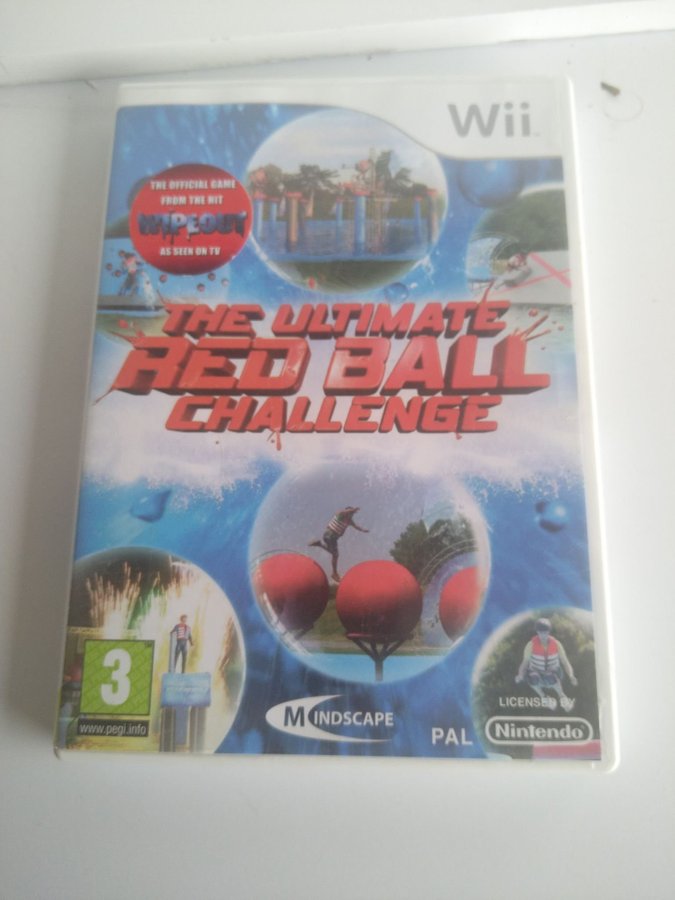 Wii
THE OFFICIAL GAME
FROM THE HIT
WIPEOUT
AS SEEN ON TV
THE ULTIMATE
RED BALL
CHALLENGE
3
www.pegi.info
MINDSCAPE
PAL
LICENSED BY
Nintendo